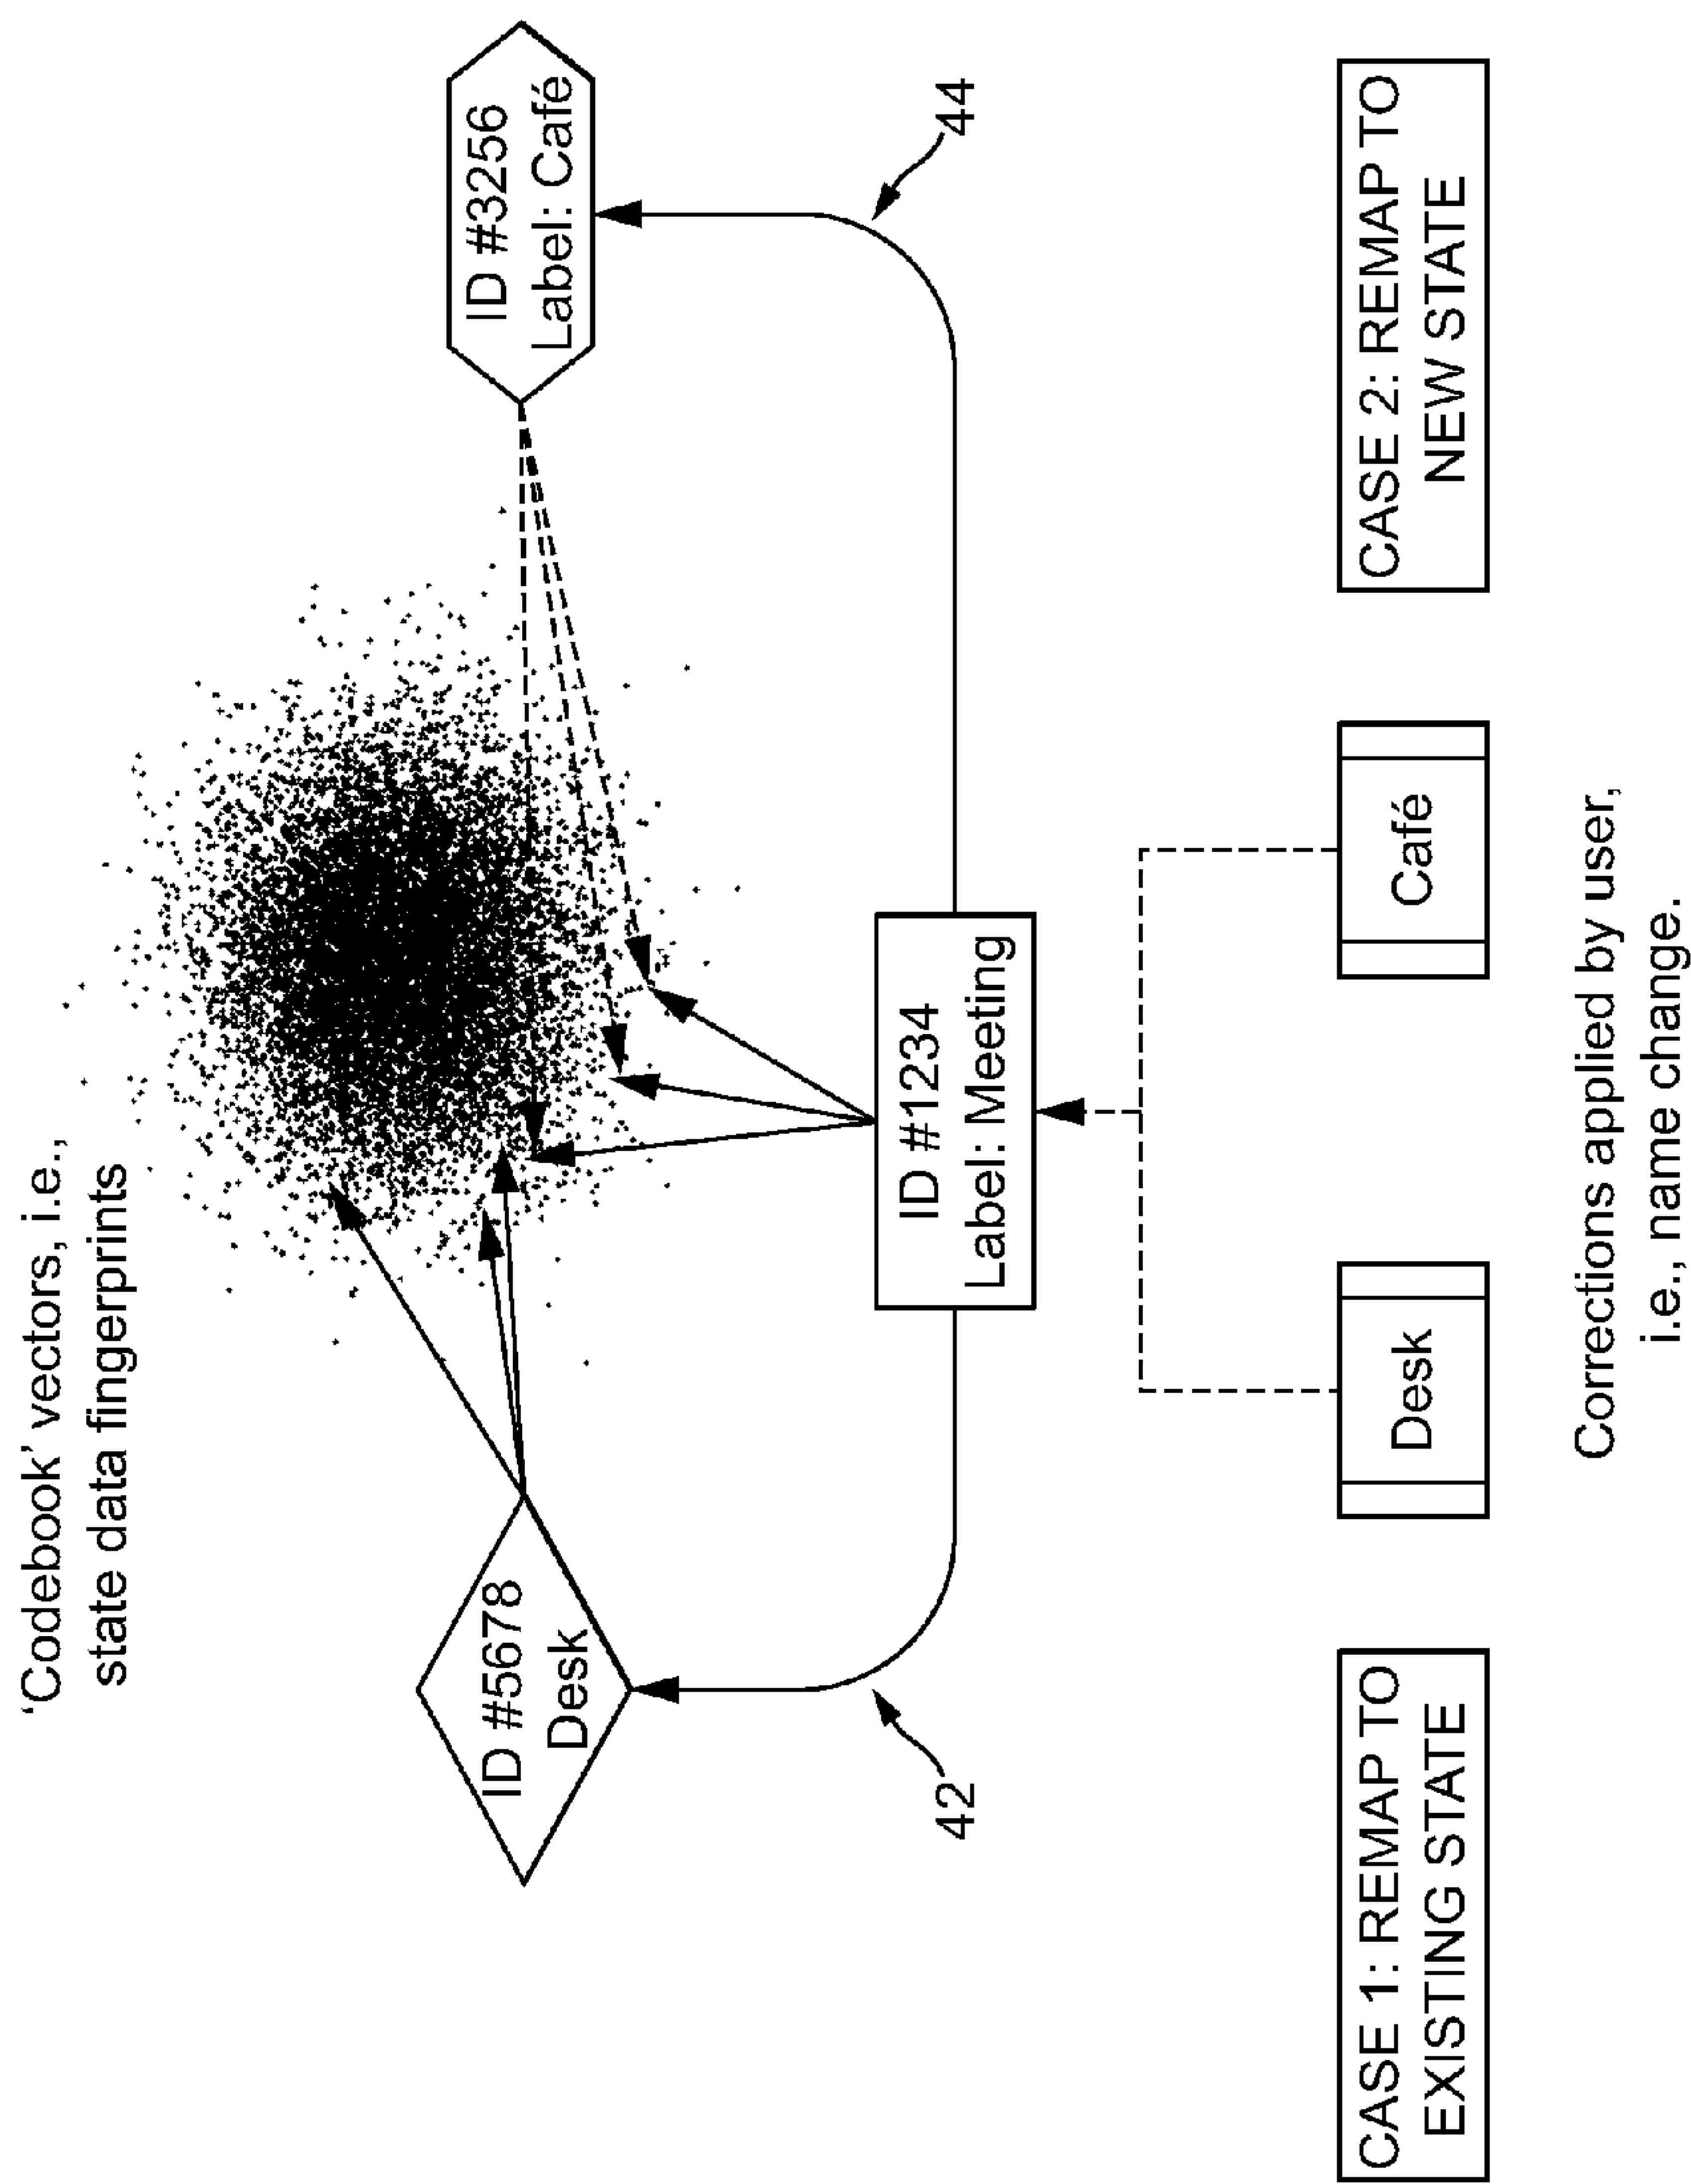 ‘Codebook’ vectors, i.e.,
state data fingerprints
ID #5678
Desk
ID #3256
Label: Café
42
ID #1234
Label: Meeting
44
CASE 1: REMAP TO
EXISTING STATE
Desk
Café
CASE 2: REMAP TO
NEW STATE
Corrections applied by user,
i.e., name change.